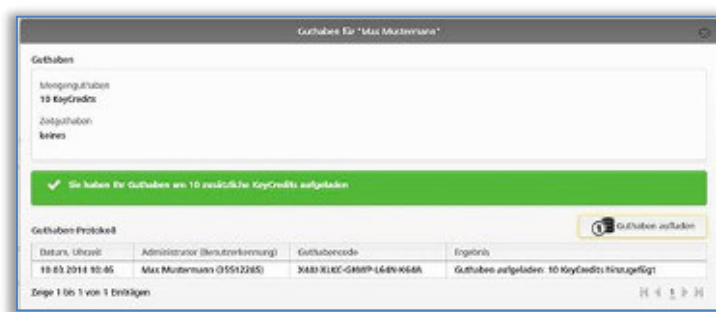 Guthaben für "Max Mustermann"
Guthaben
Mengenguthaben
10 KeyCredits
Zeitguthaben
keines
Sie haben Ihr Guthaben um 10 zusätzliche KeyCredits aufgeladen
1 Guthaben aufladen
Guthaben-Protokoll
Datum, Uhrzeit Administrator (Benutzerkennung) Guthabencode Ergebnis
10.03.2014 10:46 Max Mustermann Guthaben aufgeladen: 10 KeyCredits hinzugefügt
Zeige 1 bis 1 von 1 Einträgen 1